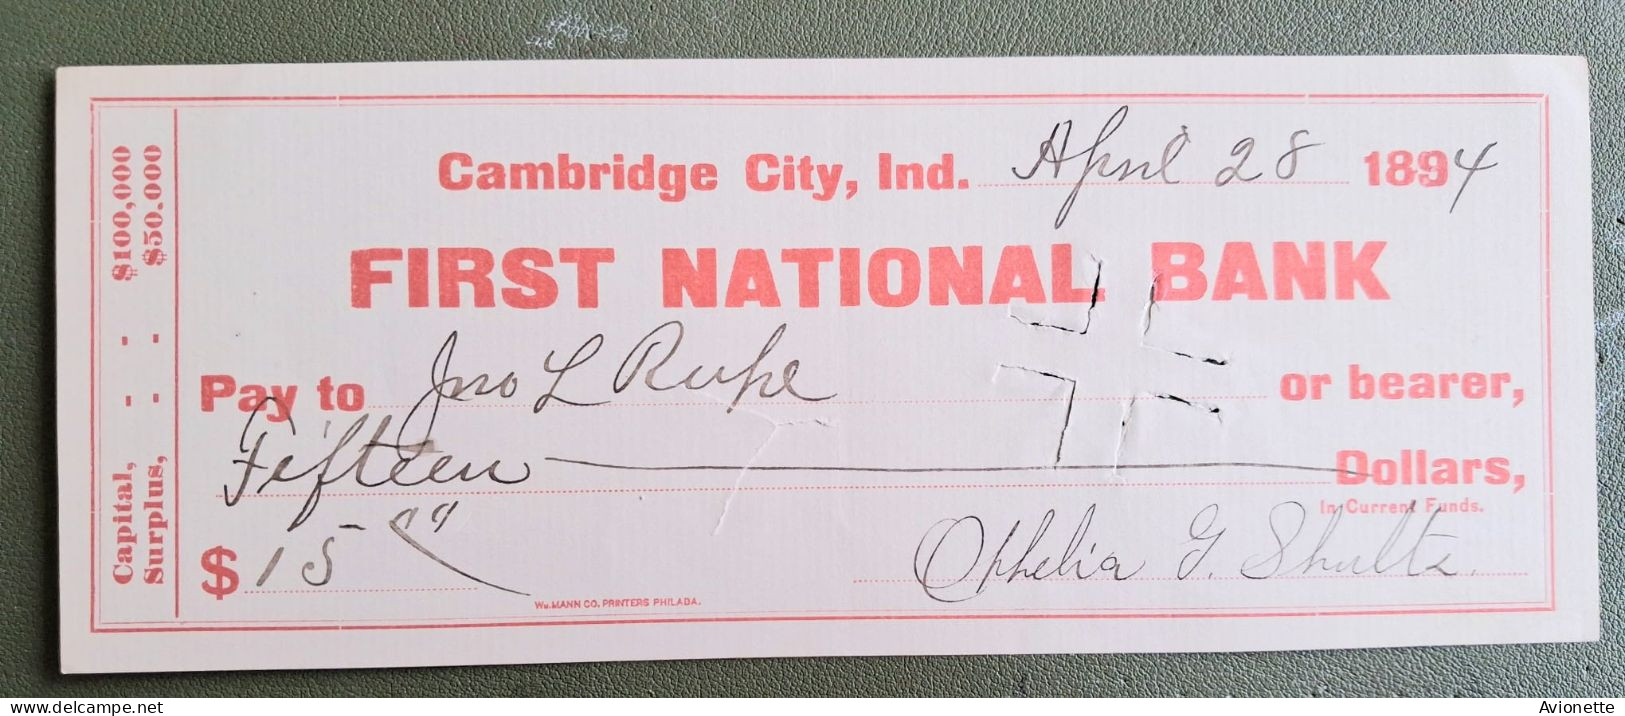 Capital, - - $100,000
Surplus, - - $50.000
Cambridge City, Ind. April 28 1894
FIRST NATIONAL BANK
Pay to Jno L Rupe or bearer,
Fifteen Dollars,
In Current Funds.
$ 15-
Ophelia G. Shultz.
Wm. MANN CO. PRINTERS PHILADA.
www.delcampe.net
Avionette